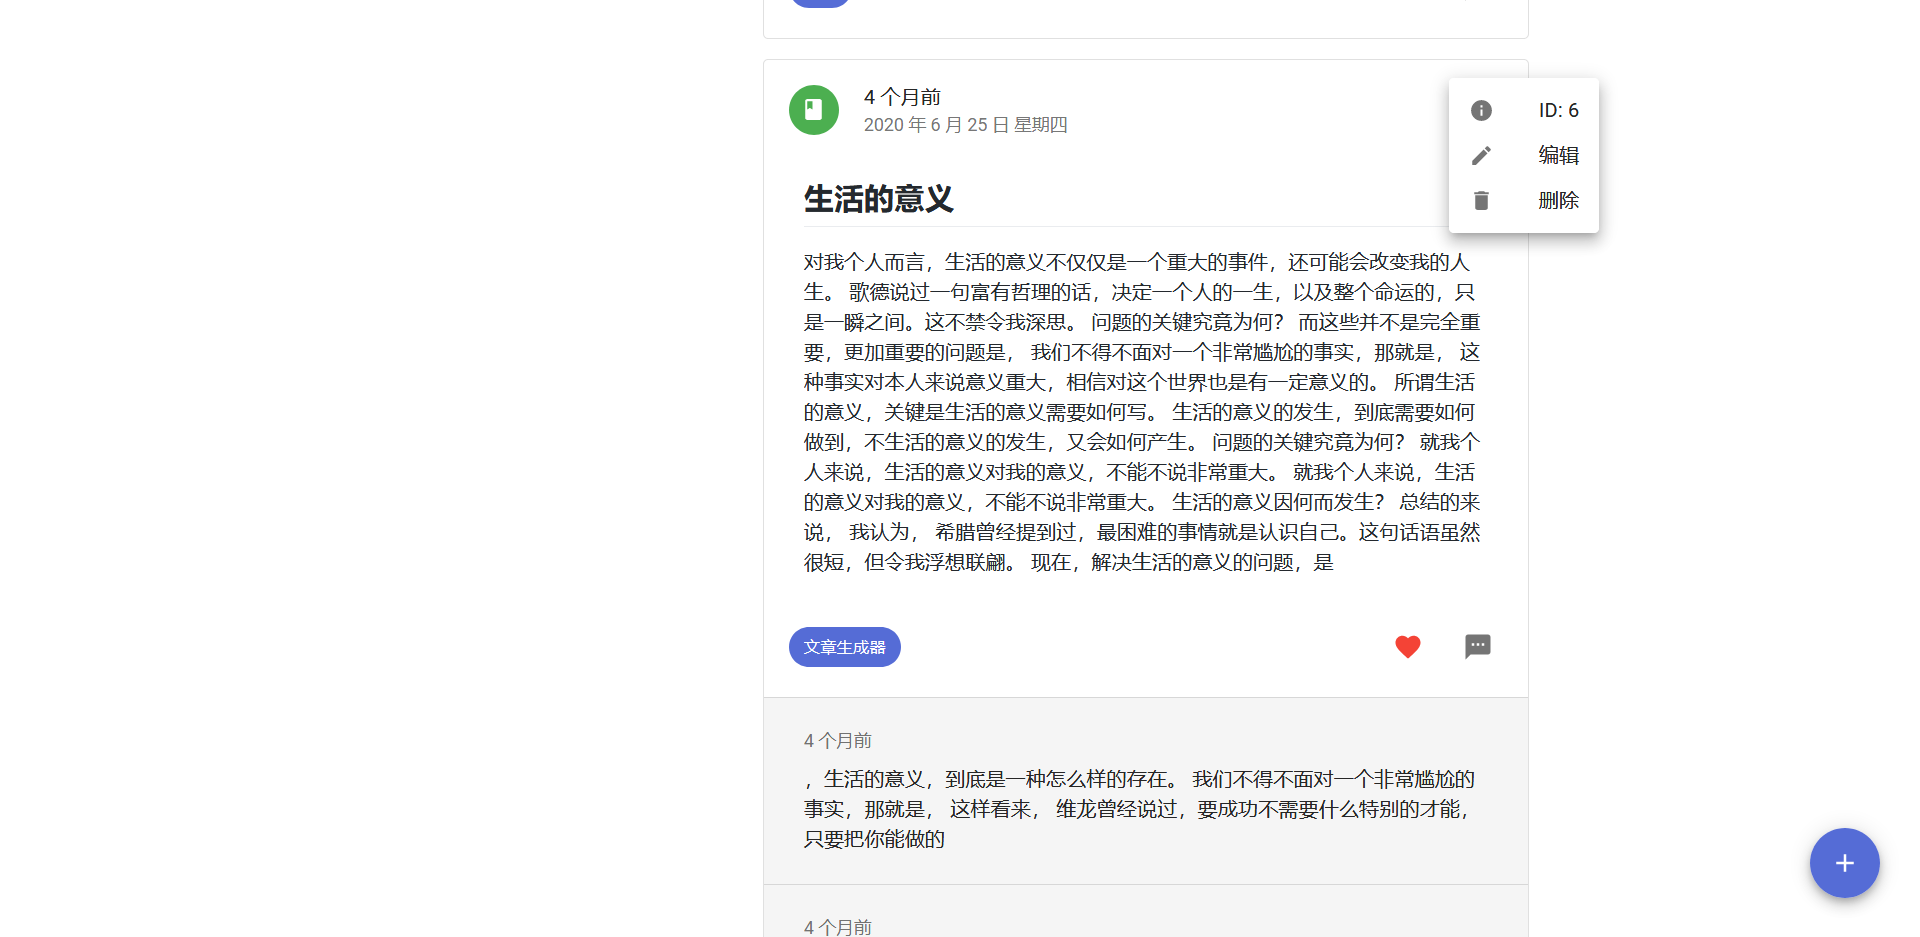 4 个月前
2020 年 6 月 25 日 星期四
ID: 6
编辑
删除
生活的意义
对我个人而言，生活的意义不仅仅是一个重大的事件，还可能会改变我的人
生。 歌德说过一句富有哲理的话，决定一个人的一生，以及整个命运的，只
是一瞬之间。这不禁令我深思。 问题的关键究竟为何？ 而这些并不是完全重
要，更加重要的问题是， 我们不得不面对一个非常尴尬的事实，那就是， 这
种事实对本人来说意义重大，相信对这个世界也是有一定意义的。 所谓生活
的意义，关键是生活的意义需要如何写。 生活的意义的发生，到底需要如何
做到，不生活的意义的发生，又会如何产生。 问题的关键究竟为何？ 就我个
人来说，生活的意义对我的意义，不能不说非常重大。 就我个人来说，生活
的意义对我的意义，不能不说非常重大。 生活的意义因何而发生？ 总结的来
说， 我认为， 希腊曾经提到过，最困难的事情就是认识自己。这句话语虽然
很短，但令我浮想联翩。 现在，解决生活的意义的问题，是
文章生成器
4 个月前
，生活的意义，到底是一种怎么样的存在。 我们不得不面对一个非常尴尬的
事实，那就是， 这样看来， 维龙曾经说过，要成功不需要什么特别的才能，
只要把你能做的
4 个月前